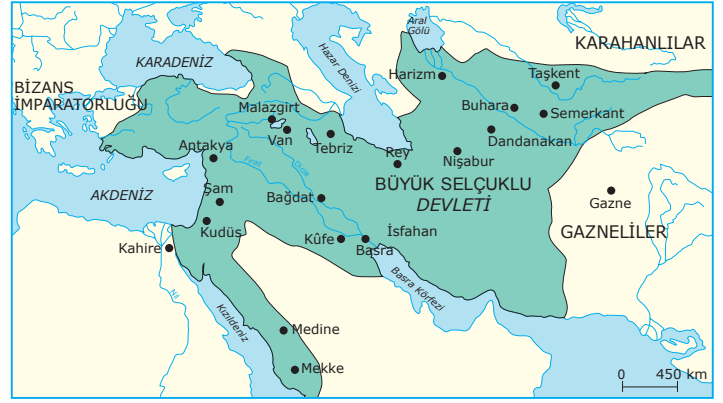 Aral
Gölü
KARADENİZ
Hazar Denizi
KARAHANLILAR
Harizm
Taşkent
BİZANS
İMPARATORLUĞU
Malazgirt
Buhara
Semerkant
Van
Tebriz
Dandanakan
Antakya
Rey
Nişabur
Fırat
Dicle
AKDENİZ
Şam
Bağdat
BÜYÜK SELÇUKLU
DEVLETİ
Gazne
Kudüs
Kûfe
İsfahan
GAZNELİLER
Kahire
Basra
Basra Körfezi
Nil
Kızıldeniz
Medine
Mekke
0 450 km